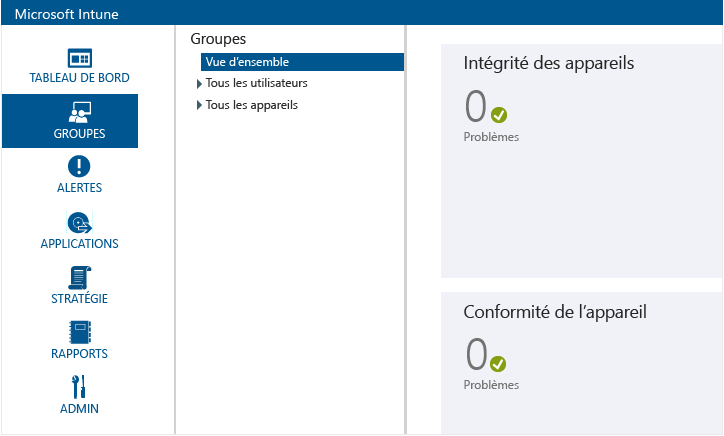 Microsoft Intune
TABLEAU DE BORD
GROUPES
ALERTES
APPLICATIONS
STRATÉGIE
RAPPORTS
ADMIN
Groupes
Vue d'ensemble
Tous les utilisateurs
Tous les appareils
Intégrité des appareils
0
Problèmes
Conformité de l'appareil
0
Problèmes